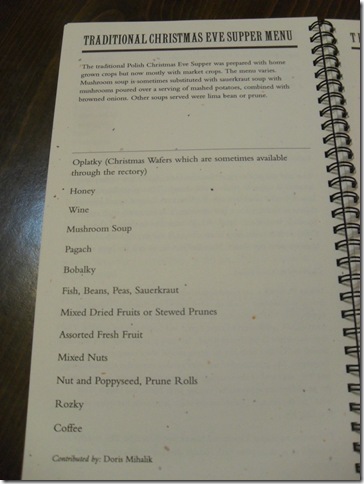 TRADITIONAL CHRISTMAS EVE SUPPER MENU
The traditional Polish Christmas Eve Supper was prepared with home
grown crops but now mostly with market crops. The menu varies.
Mushroom soup is sometimes substituted with sauerkraut soup with
mushrooms poured over a serving of mashed potatoes, combined with
browned onions. Other soups served were lima bean or prune.
Oplatky (Christmas Wafers which are sometimes available
through the rectory)
Honey
Wine
Mushroom Soup
Pagach
Bobalky
Fish, Beans, Peas, Sauerkraut
Mixed Dried Fruits or Stewed Prunes
Assorted Fresh Fruit
Mixed Nuts
Nut and Poppyseed, Prune Rolls
Rozky
Coffee
Contributed by: Doris Mihalik